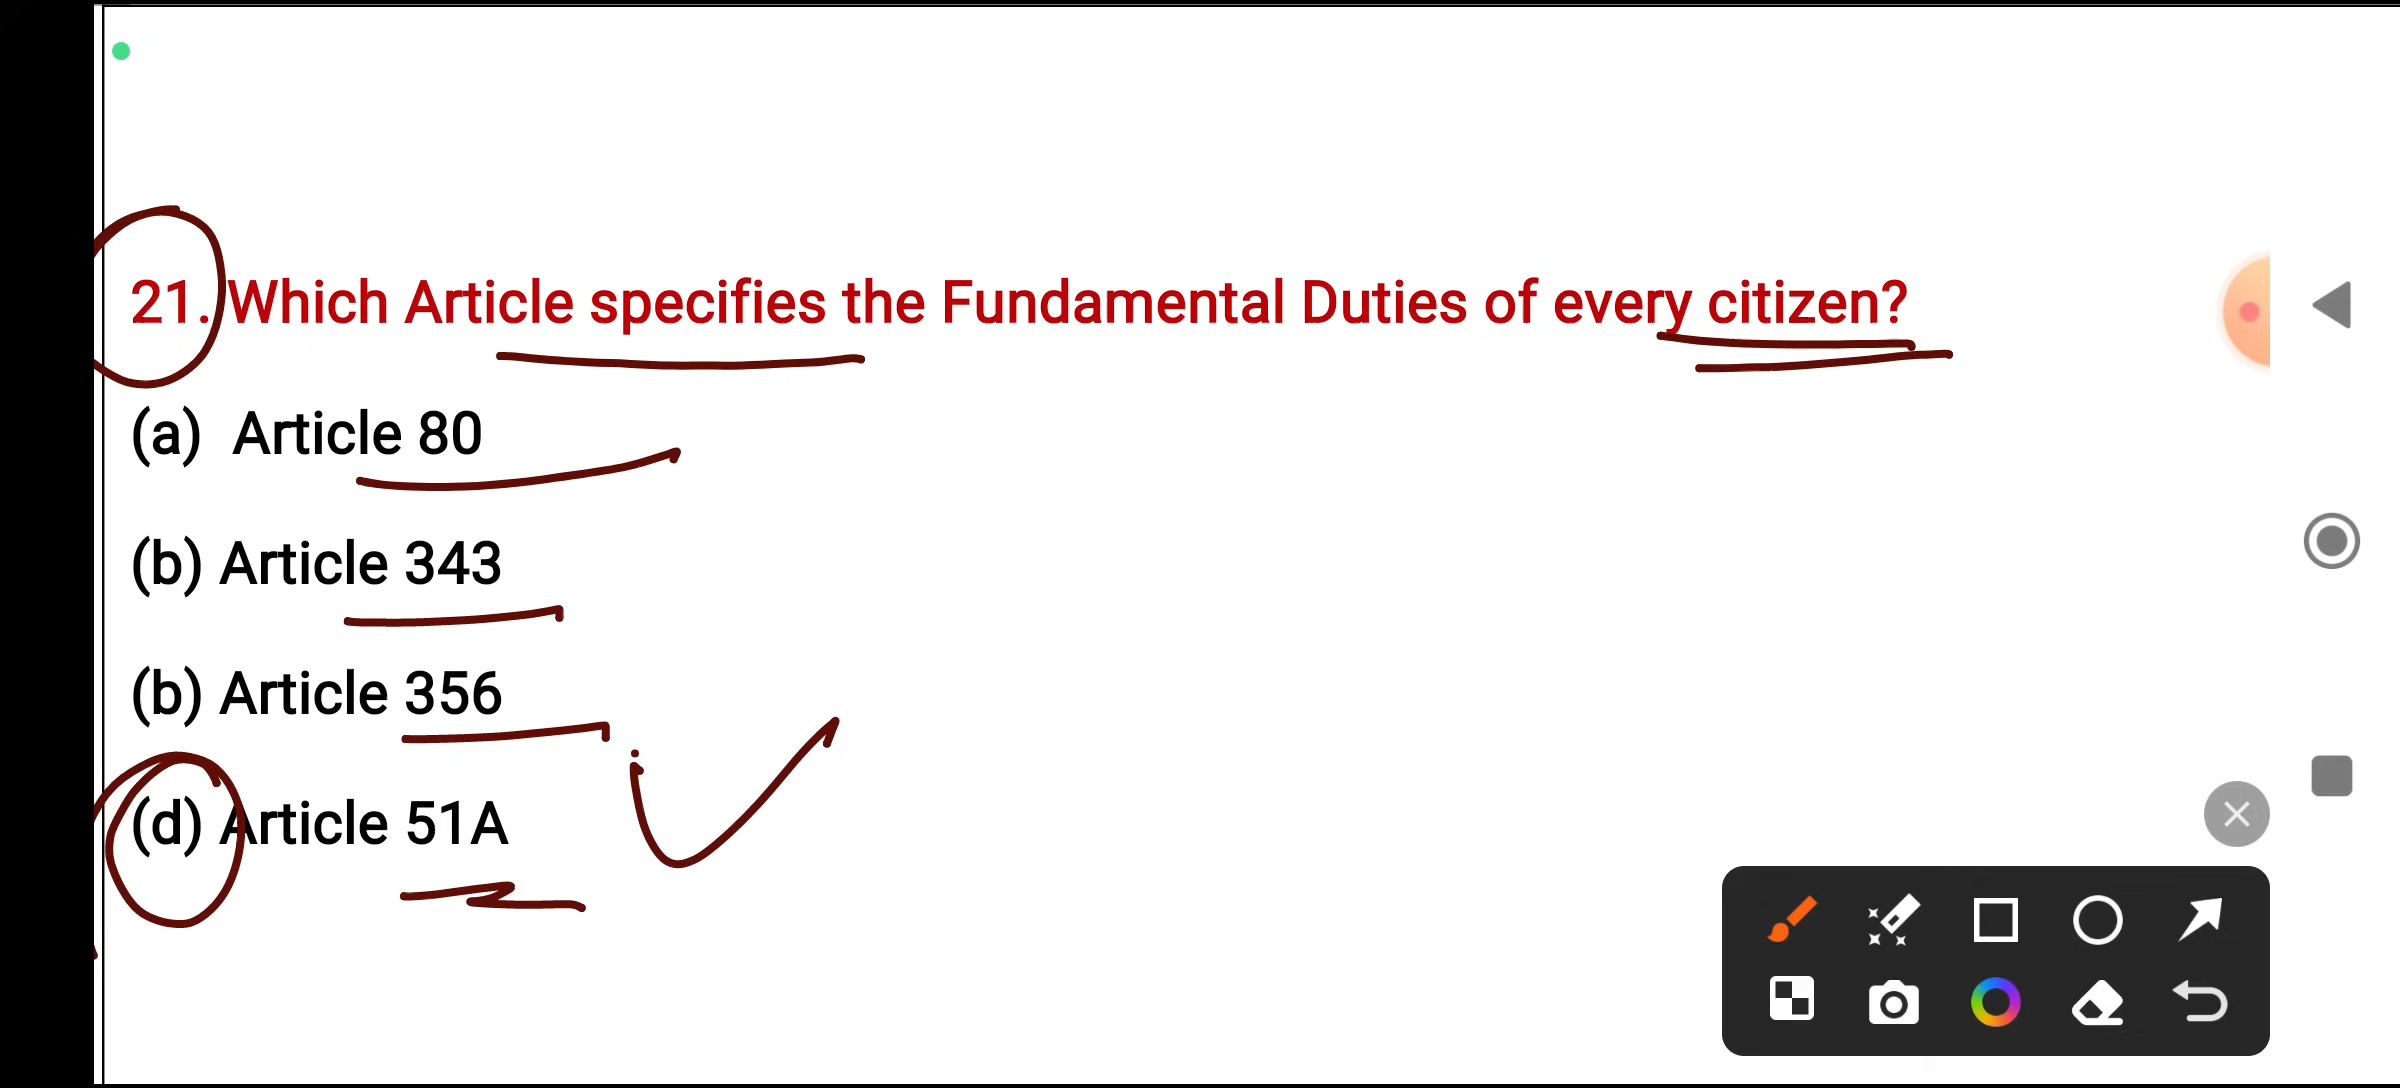 21. Which Article specifies the Fundamental Duties of every citizen?
(a) Article 80
(b) Article 343
(b) Article 356
(d) Article 51A